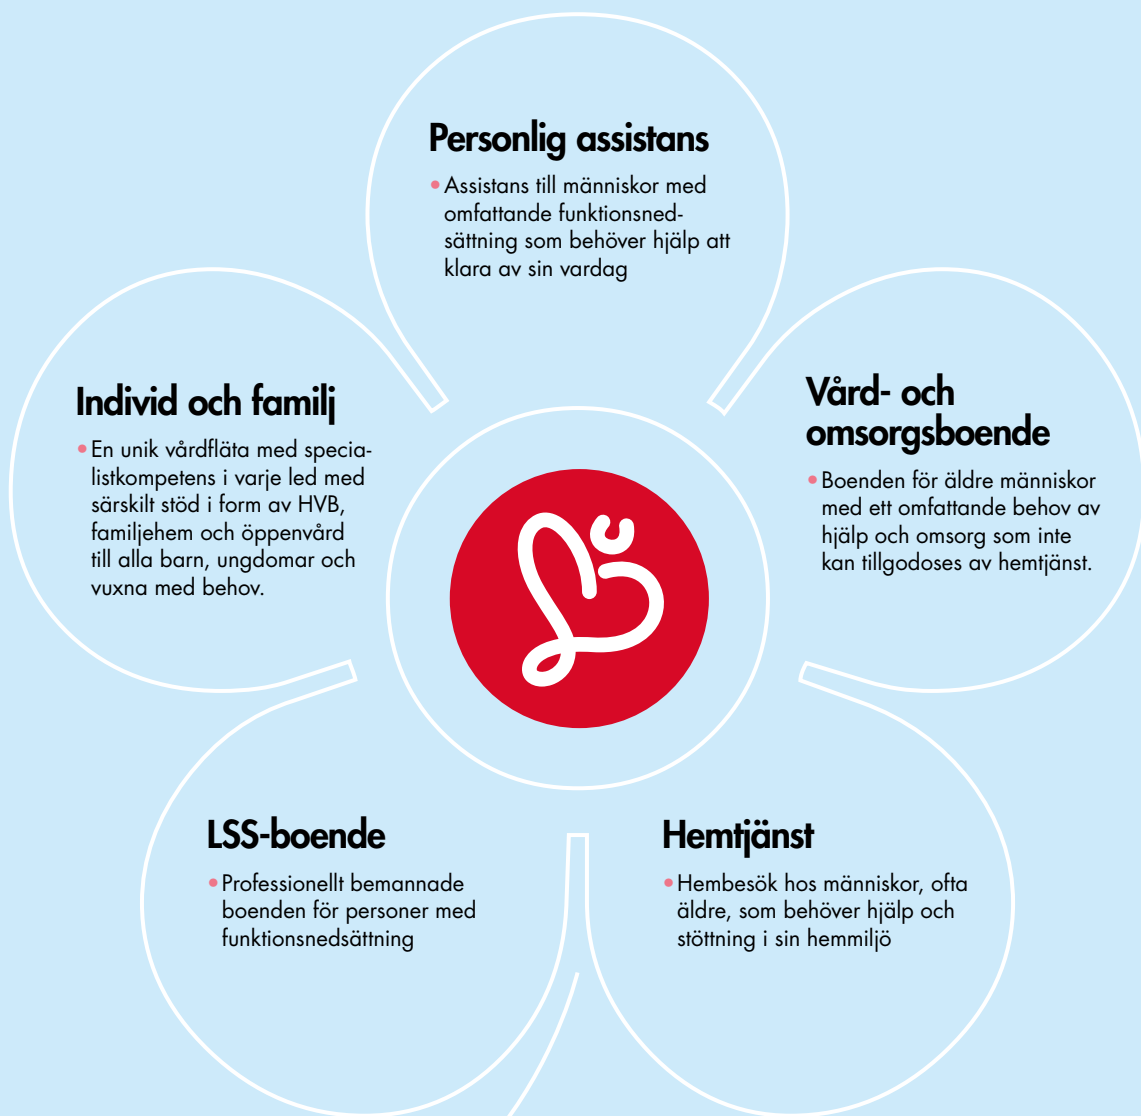 Personlig assistans
• Assistans till människor med
omfattande funktionsned-
sättning som behöver hjälp att
klara av sin vardag
Individ och familj
• En unik vårdfläta med specia-
listkompetens i varje led med
särskilt stöd i form av HVB,
familjehem och öppenvård
till alla barn, ungdomar och
vuxna med behov.
Vård- och
omsorgsboende
• Boenden för äldre människor
med ett omfattande behov av
hjälp och omsorg som inte
kan tillgodoses av hemtjänst.
LSS-boende
• Professionellt bemannade
boenden för personer med
funktionsnedsättning
Hemtjänst
• Hembesök hos människor, ofta
äldre, som behöver hjälp och
stöttning i sin hemmiljö